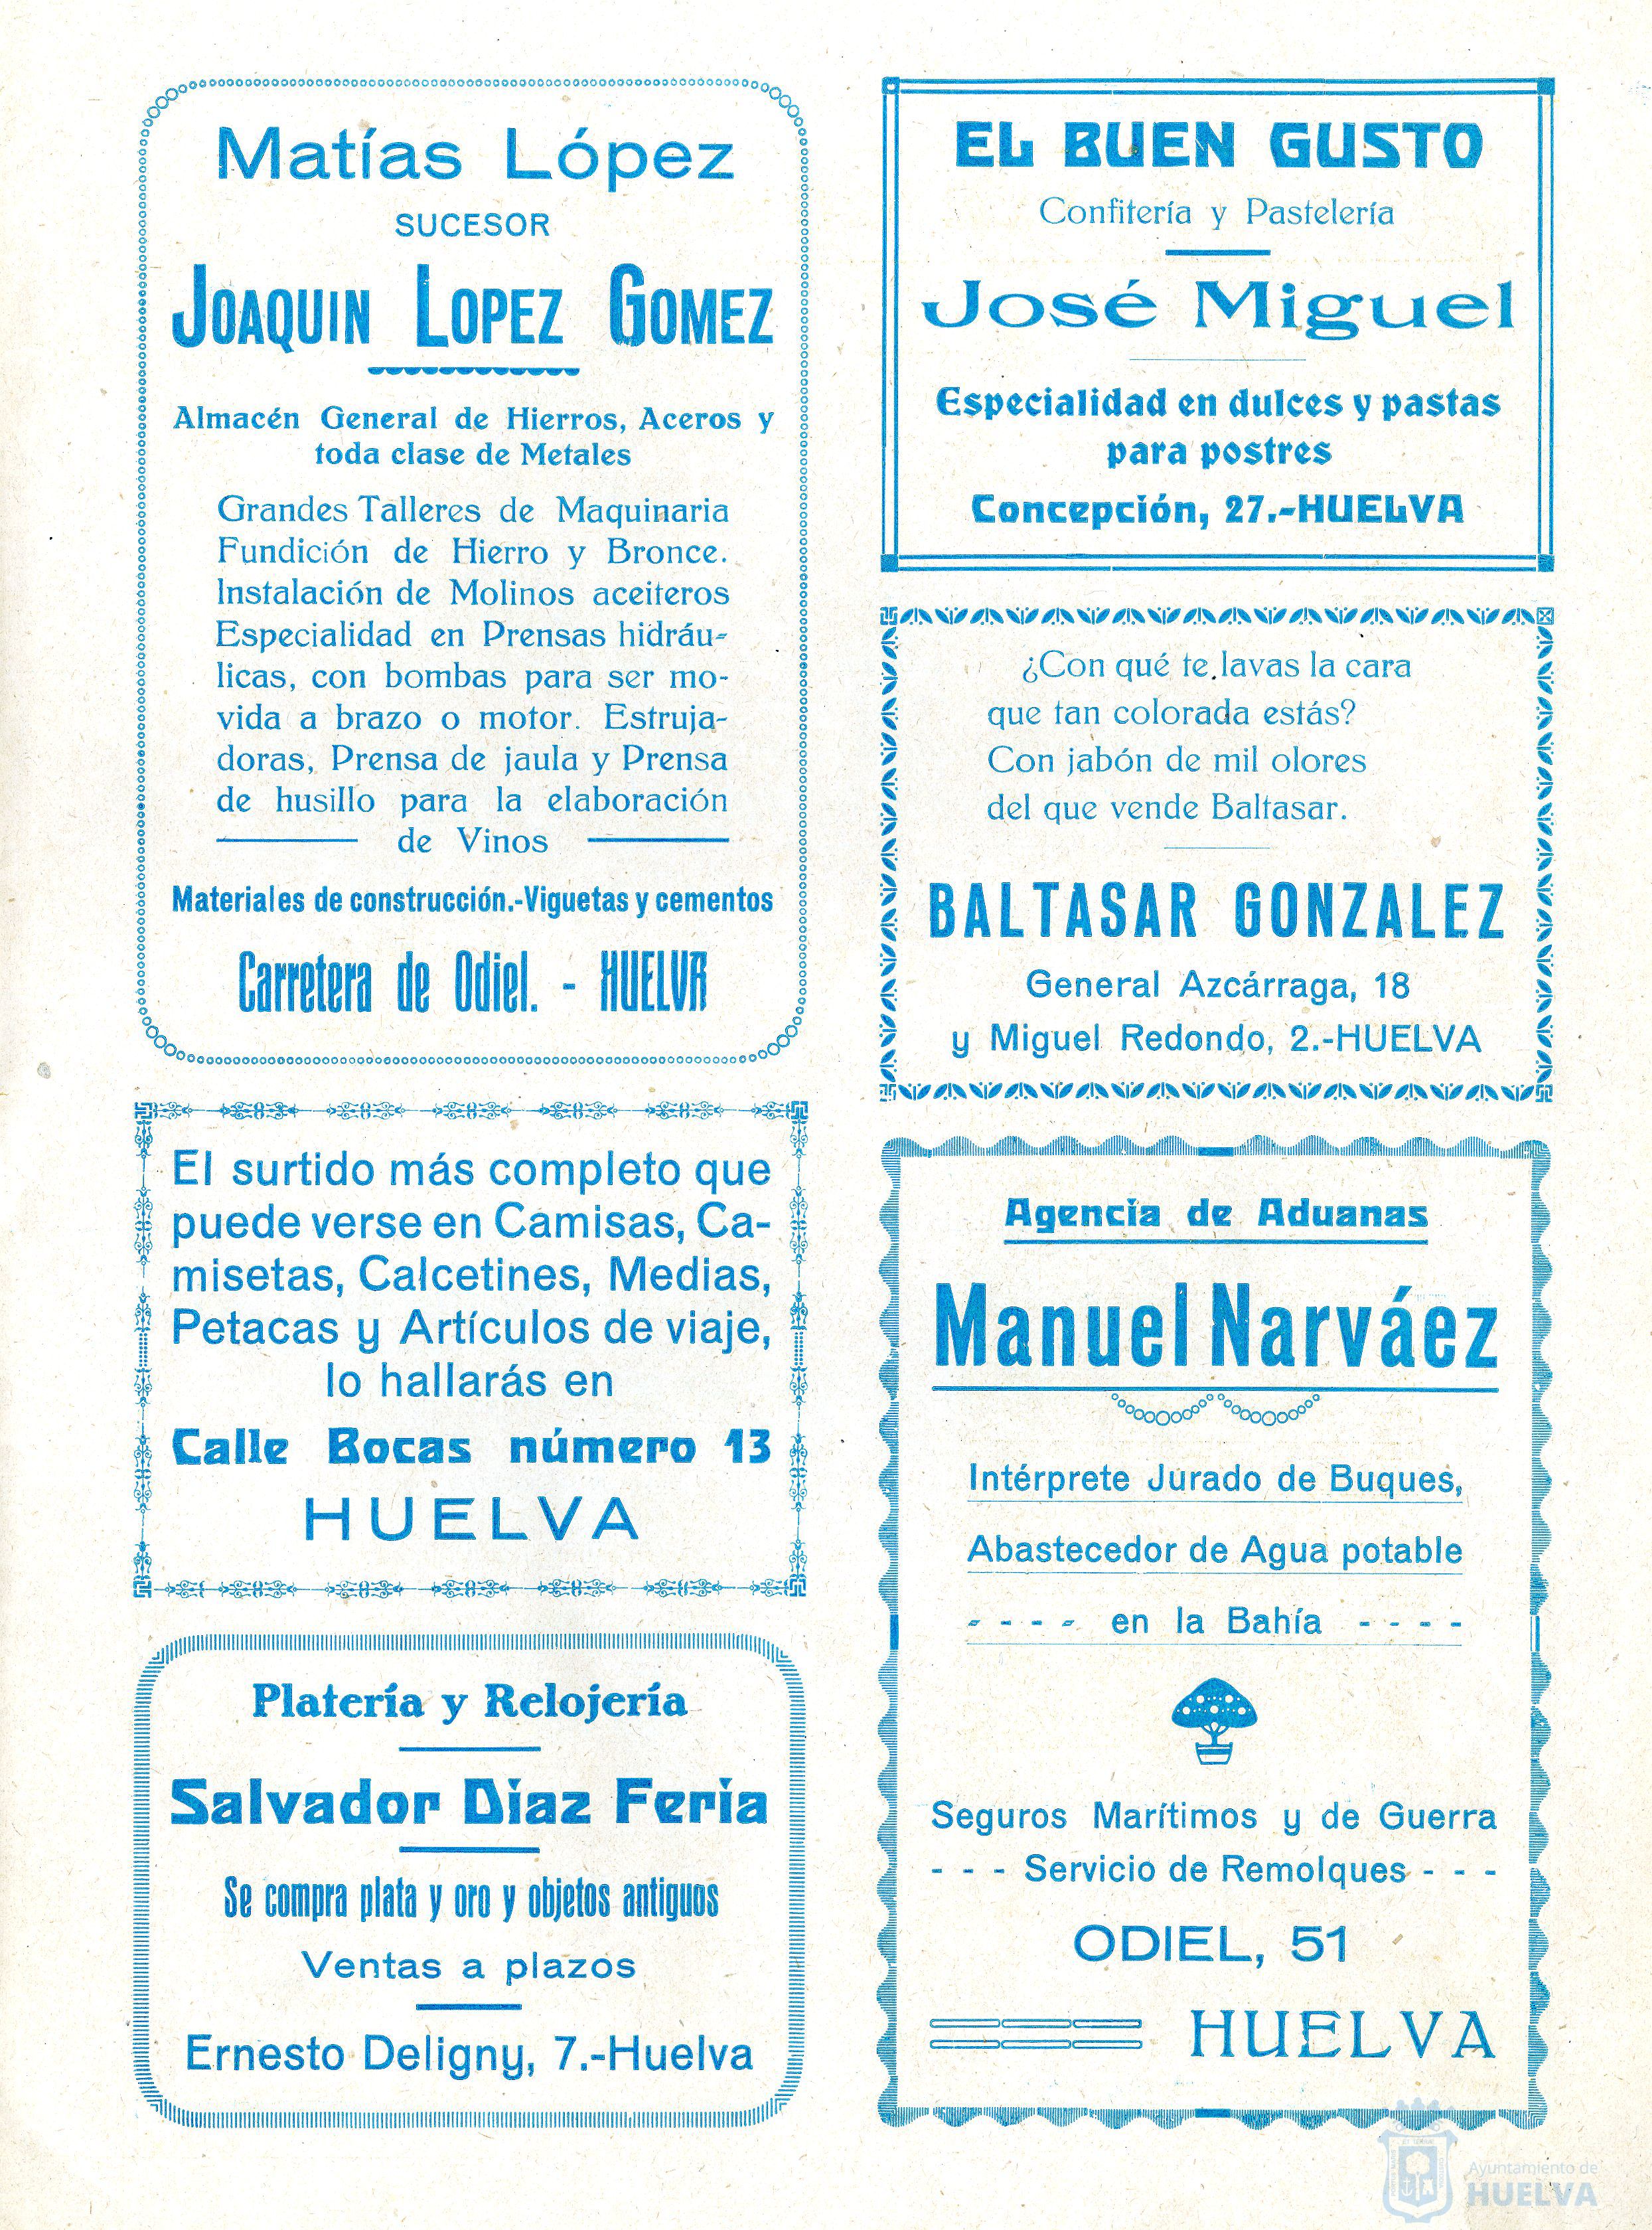 Matías López
SUCESOR
JOAQUIN LOPEZ GOMEZ
Almacén General de Hierros, Aceros y
toda clase de Metales
Grandes Talleres de Maquinaria
Fundición de Hierro y Bronce.
Instalación de Molinos aceiteros
Especialidad en Prensas hidráu-
licas, con bombas para ser mo-
vida a brazo o motor. Estruja-
doras, Prensa de jaula y Prensa
de husillo para la elaboración
de Vinos
Materiales de construcción.-Viguetas y cementos
Carretera de Odiel. - HUELVA
El surtido más completo que
puede verse en Camisas, Ca-
misetas, Calcetines, Medias,
Petacas y Artículos de viaje,
lo hallarás en
Calle Bocas número 13
HUELVA
Platería y Relojería
Salvador Díaz Feria
Se compra plata y oro y objetos antiguos
Ventas a plazos
Ernesto Deligny, 7.-Huelva
EL BUEN GUSTO
Confitería y Pastelería
José Miguel
Especialidad en dulces y pastas
para postres
Concepción, 27.-HUELVA
¿Con qué te lavas la cara
que tan colorada estás?
Con jabón de mil olores
del que vende Baltasar.
BALTASAR GONZALEZ
General Azcárraga, 18
y Miguel Redondo, 2.-HUELVA
Agencia de Aduanas
Manuel Narváez
Intérprete Jurado de Buques,
Abastecedor de Agua potable
- - - - en la Bahía - - - -
Seguros Marítimos y de Guerra
- - - Servicio de Remolques - - -
ODIEL, 51
HUELVA
Ayuntamiento de
HUELVA